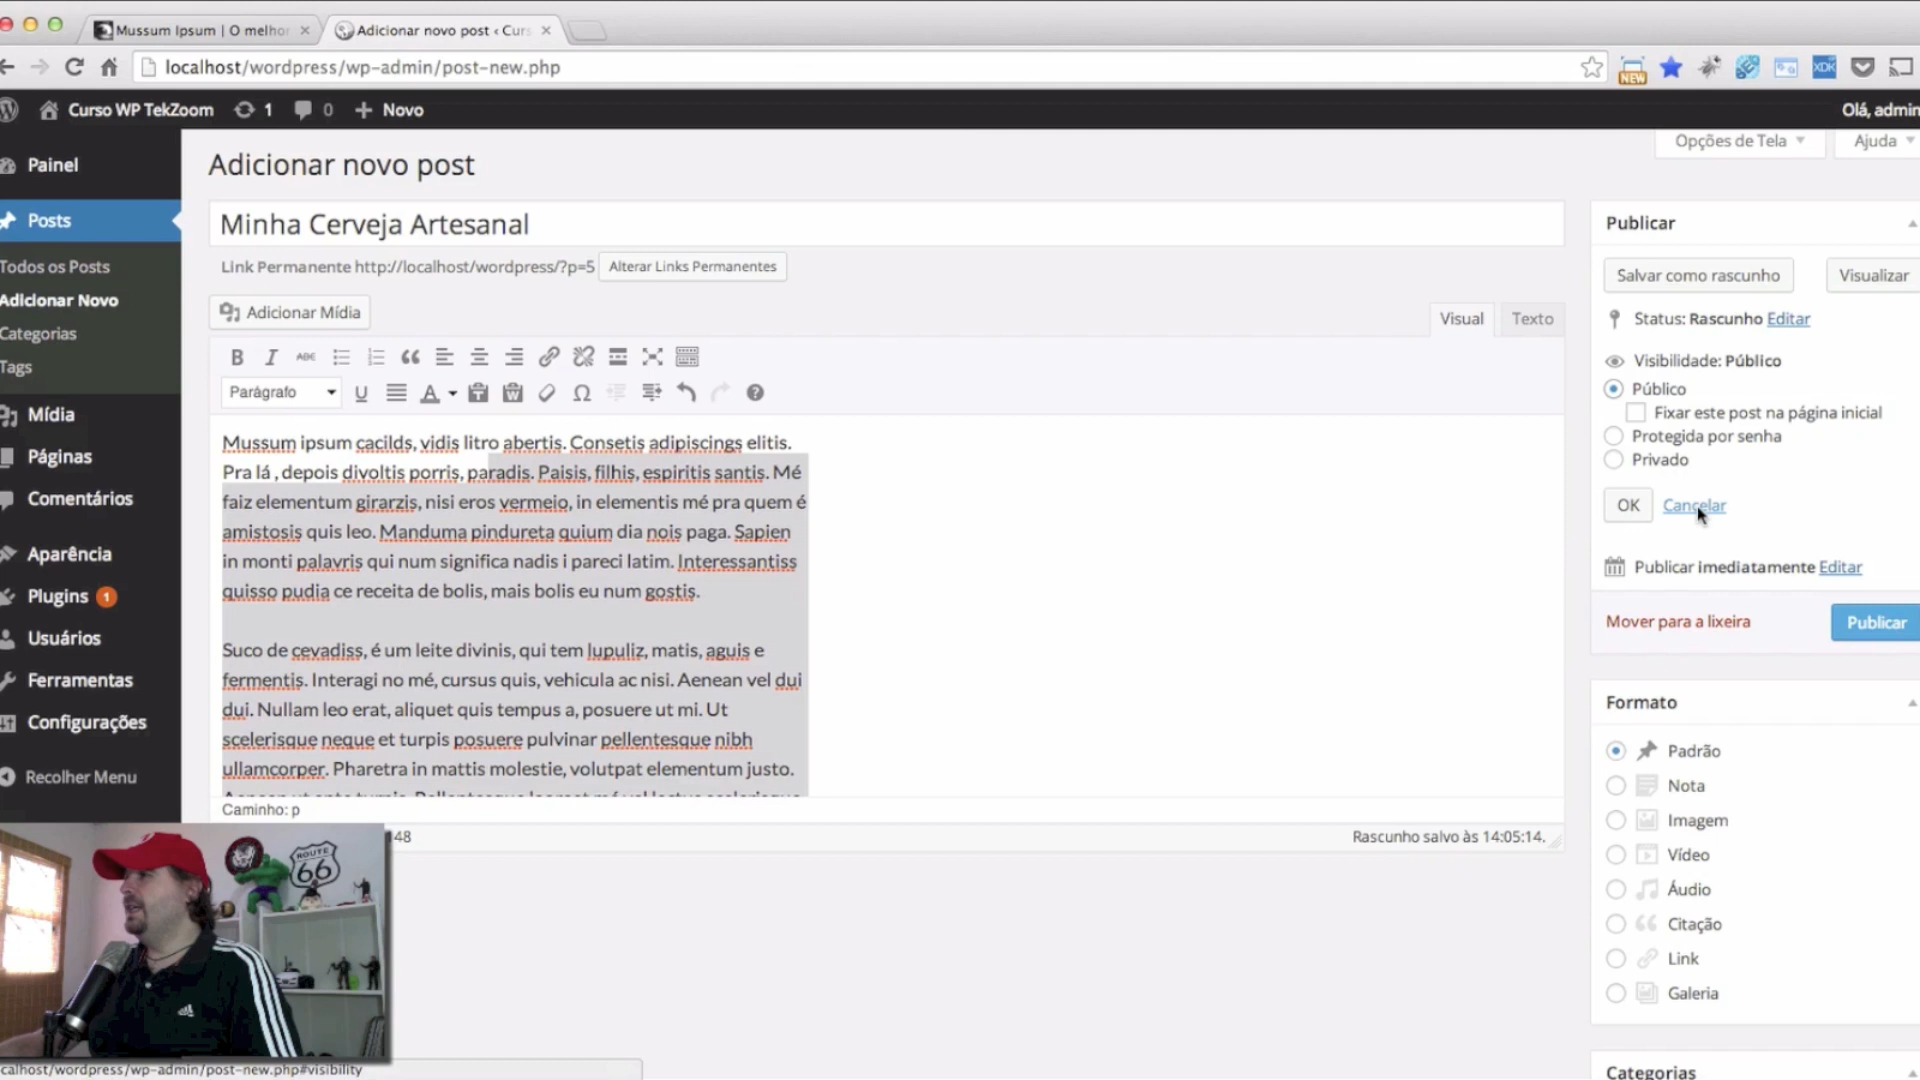 Mussum Ipsum | O melhor
Adicionar novo post ‹ Curs
localhost/wordpress/wp-admin/post-new.php
NEW
XDK
Curso WP TekZoom
1
0
Novo
Olá, admin
Opções de Tela
Ajuda
Painel
Posts
Todos os Posts
Adicionar Novo
Categorias
Tags
Mídia
Páginas
Comentários
Aparência
Plugins 1
Usuários
Ferramentas
Configurações
Recolher Menu
Adicionar novo post
Minha Cerveja Artesanal
Link Permanente http://localhost/wordpress/?p=5 Alterar Links Permanentes
Adicionar Mídia
Visual Texto
B I ABC
Parágrafo U A
Mussum ipsum cacilds, vidis litro abertis. Consetis adipiscings elitis.
Pra lá , depois divoltis porris, paradis. Paisis, filhis, espiritis santis. Mé
faiz elementum girarzis, nisi eros vermeio, in elementis mé pra quem é
amistosis quis leo. Manduma pindureta quium dia nois paga. Sapien
in monti palavris qui num significa nadis i pareci latim. Interessantiss
quisso pudia ce receita de bolis, mais bolis eu num gostis.
Suco de cevadiss, é um leite divinis, qui tem lupuliz, matis, aguis e
fermentis. Interagi no mé, cursus quis, vehicula ac nisi. Aenean vel dui
dui. Nullam leo erat, aliquet quis tempus a, posuere ut mi. Ut
scelerisque neque et turpis posuere pulvinar pellentesque nibh
ullamcorper. Pharetra in mattis molestie, volutpat elementum justo.
Caminho: p
48
Rascunho salvo às 14:05:14.
Publicar
Salvar como rascunho
Visualizar
Status: Rascunho Editar
Visibilidade: Público
Público
Fixar este post na página inicial
Protegida por senha
Privado
OK Cancelar
Publicar imediatamente Editar
Mover para a lixeira
Publicar
Formato
Padrão
Nota
Imagem
Vídeo
Áudio
Citação
Link
Galeria
Categorias
ROUTE
66
calhost/wordpress/wp-admin/post-new.php#visibility